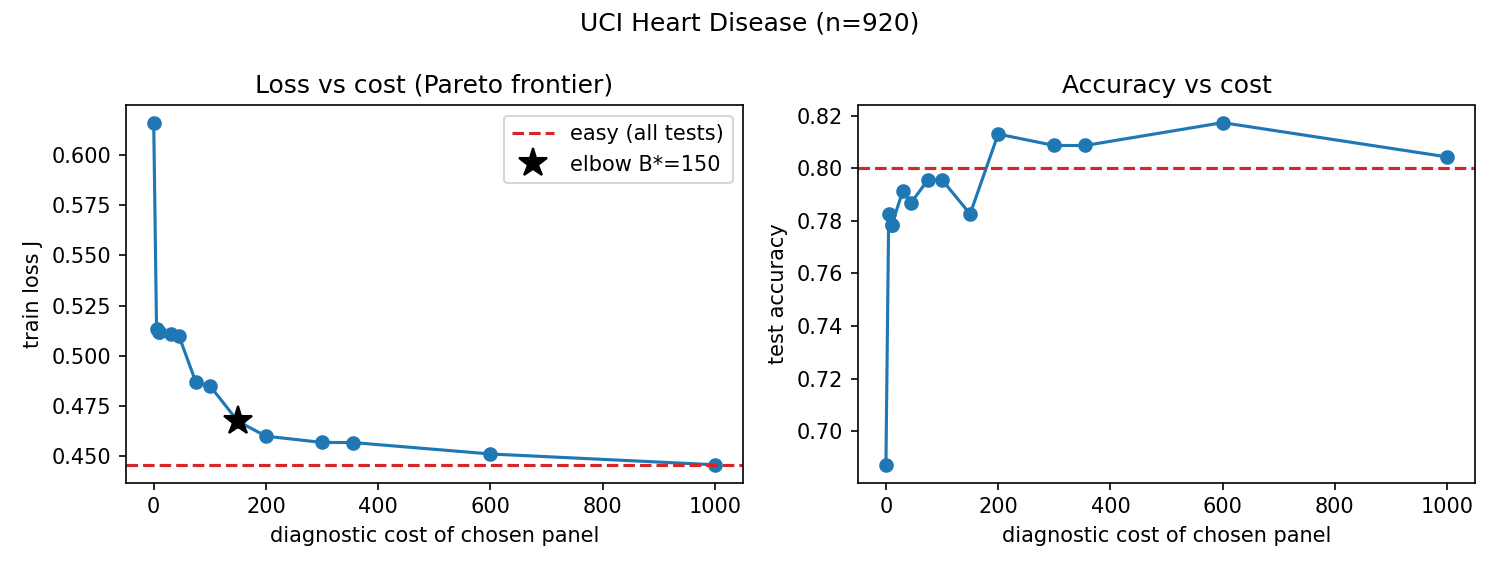 UCI Heart Disease (n=920)
Loss vs cost (Pareto frontier)
train loss J
0.600
0.575
0.550
0.525
0.500
0.475
0.450
easy (all tests)
elbow B*=150
0 200 400 600 800 1000
diagnostic cost of chosen panel
Accuracy vs cost
test accuracy
0.82
0.80
0.78
0.76
0.74
0.72
0.70
0 200 400 600 800 1000
diagnostic cost of chosen panel